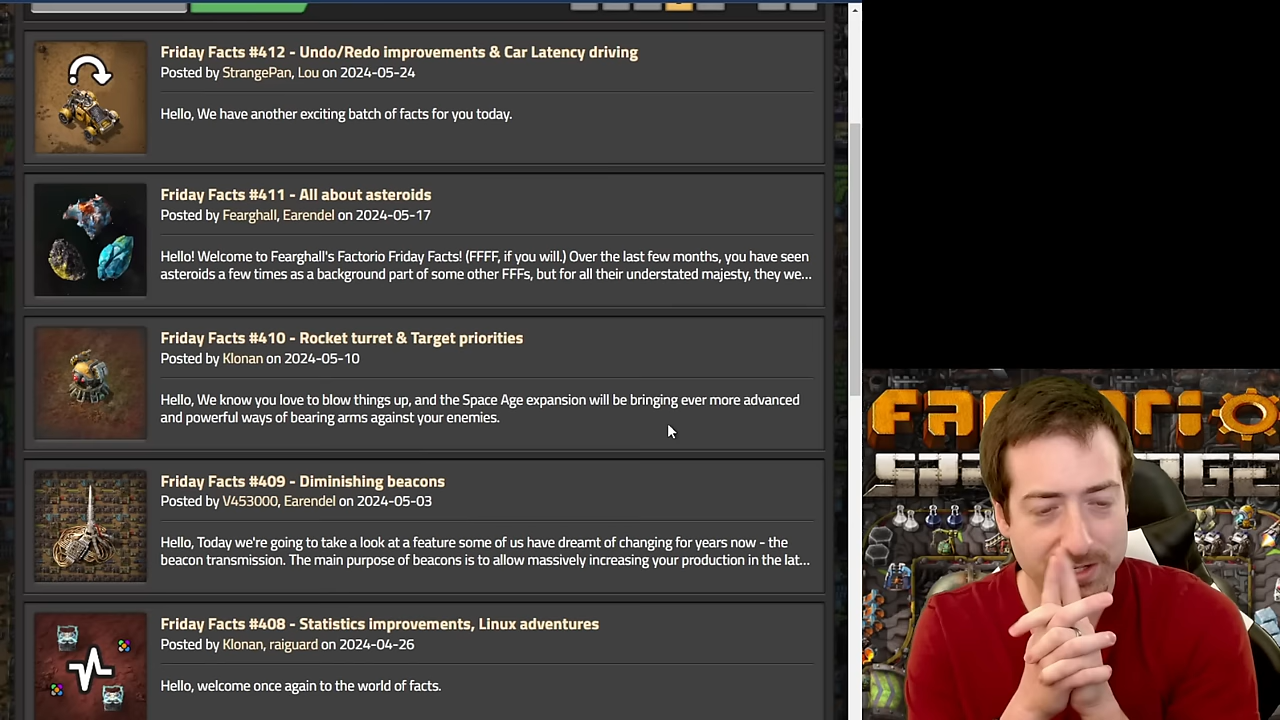 Friday Facts #412 - Undo/Redo improvements & Car Latency driving
Posted by StrangePan, Lou on 2024-05-24
Hello, We have another exciting batch of facts for you today.
Friday Facts #411 - All about asteroids
Posted by Fearghall, Earendel on 2024-05-17
Hello! Welcome to Fearghall's Factorio Friday Facts! (FFFF, if you will.) Over the last few months, you have seen
asteroids a few times as a background part of some other FFFs, but for all their understated majesty, they we...
Friday Facts #410 - Rocket turret & Target priorities
Posted by Klonan on 2024-05-10
Hello, We know you love to blow things up, and the Space Age expansion will be bringing ever more advanced
and powerful ways of bearing arms against your enemies.
Friday Facts #409 - Diminishing beacons
Posted by V453000, Earendel on 2024-05-03
Hello, Today we're going to take a look at a feature some of us have dreamt of changing for years now - the
beacon transmission. The main purpose of beacons is to allow massively increasing your production in the lat...
Friday Facts #408 - Statistics improvements, Linux adventures
Posted by Klonan, raiguard on 2024-04-26
Hello, welcome once again to the world of facts.